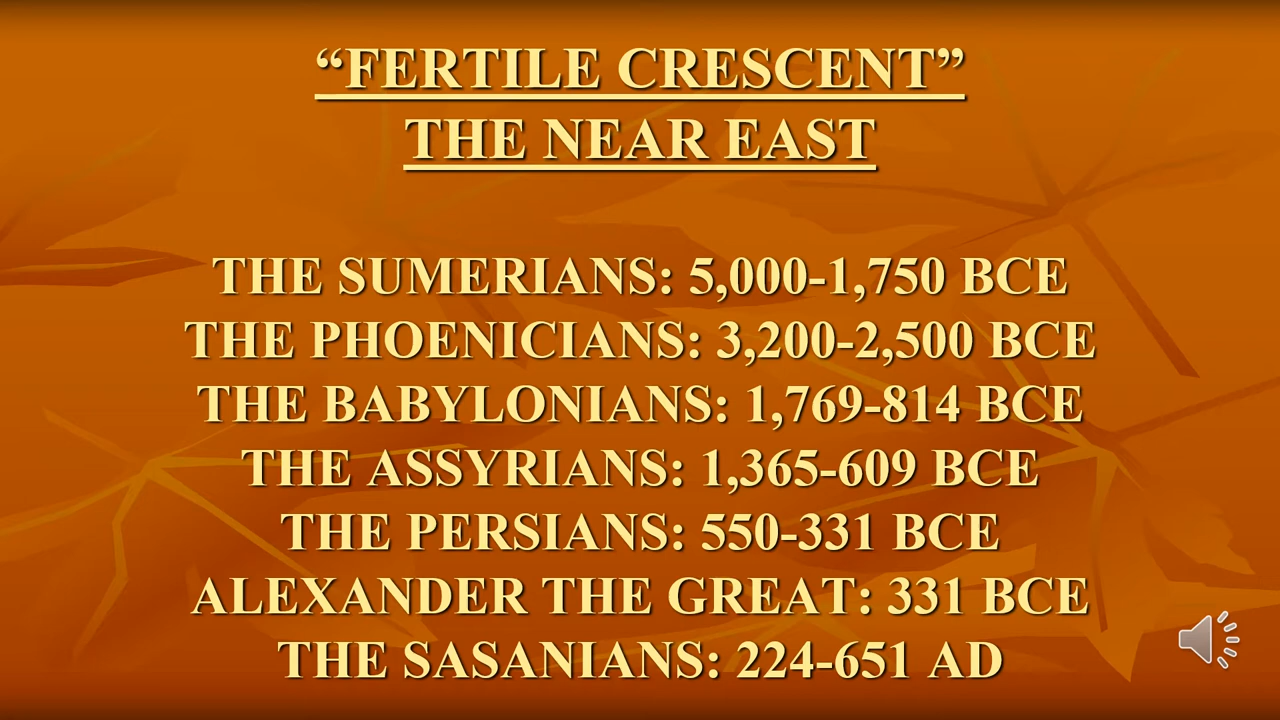 “FERTILE CRESCENT”
THE NEAR EAST
THE SUMERIANS: 5,000-1,750 BCE
THE PHOENICIANS: 3,200-2,500 BCE
THE BABYLONIANS: 1,769-814 BCE
THE ASSYRIANS: 1,365-609 BCE
THE PERSIANS: 550-331 BCE
ALEXANDER THE GREAT: 331 BCE
THE SASANIANS: 224-651 AD